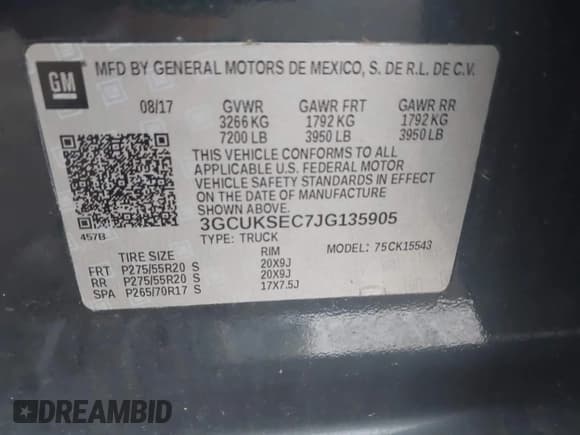 GM
MFD BY GENERAL MOTORS DE MEXICO, S. DE R.L. DE C.V.
08/17 GVWR GAWR FRT GAWR RR
3266 KG 1792 KG 1792 KG
7200 LB 3950 LB 3950 LB
THIS VEHICLE CONFORMS TO ALL
APPLICABLE U.S. FEDERAL MOTOR
VEHICLE SAFETY STANDARDS IN EFFECT
ON THE DATE OF MANUFACTURE
SHOWN ABOVE.
3GCUKSEC7JG135905
457B
TYPE: TRUCK MODEL: 75CK15543
TIRE SIZE RIM
FRT P275/55R20 S 20X9J
RR P275/55R20 S 20X9J
SPA P265/70R17 S 17X7.5J
DREAMBID